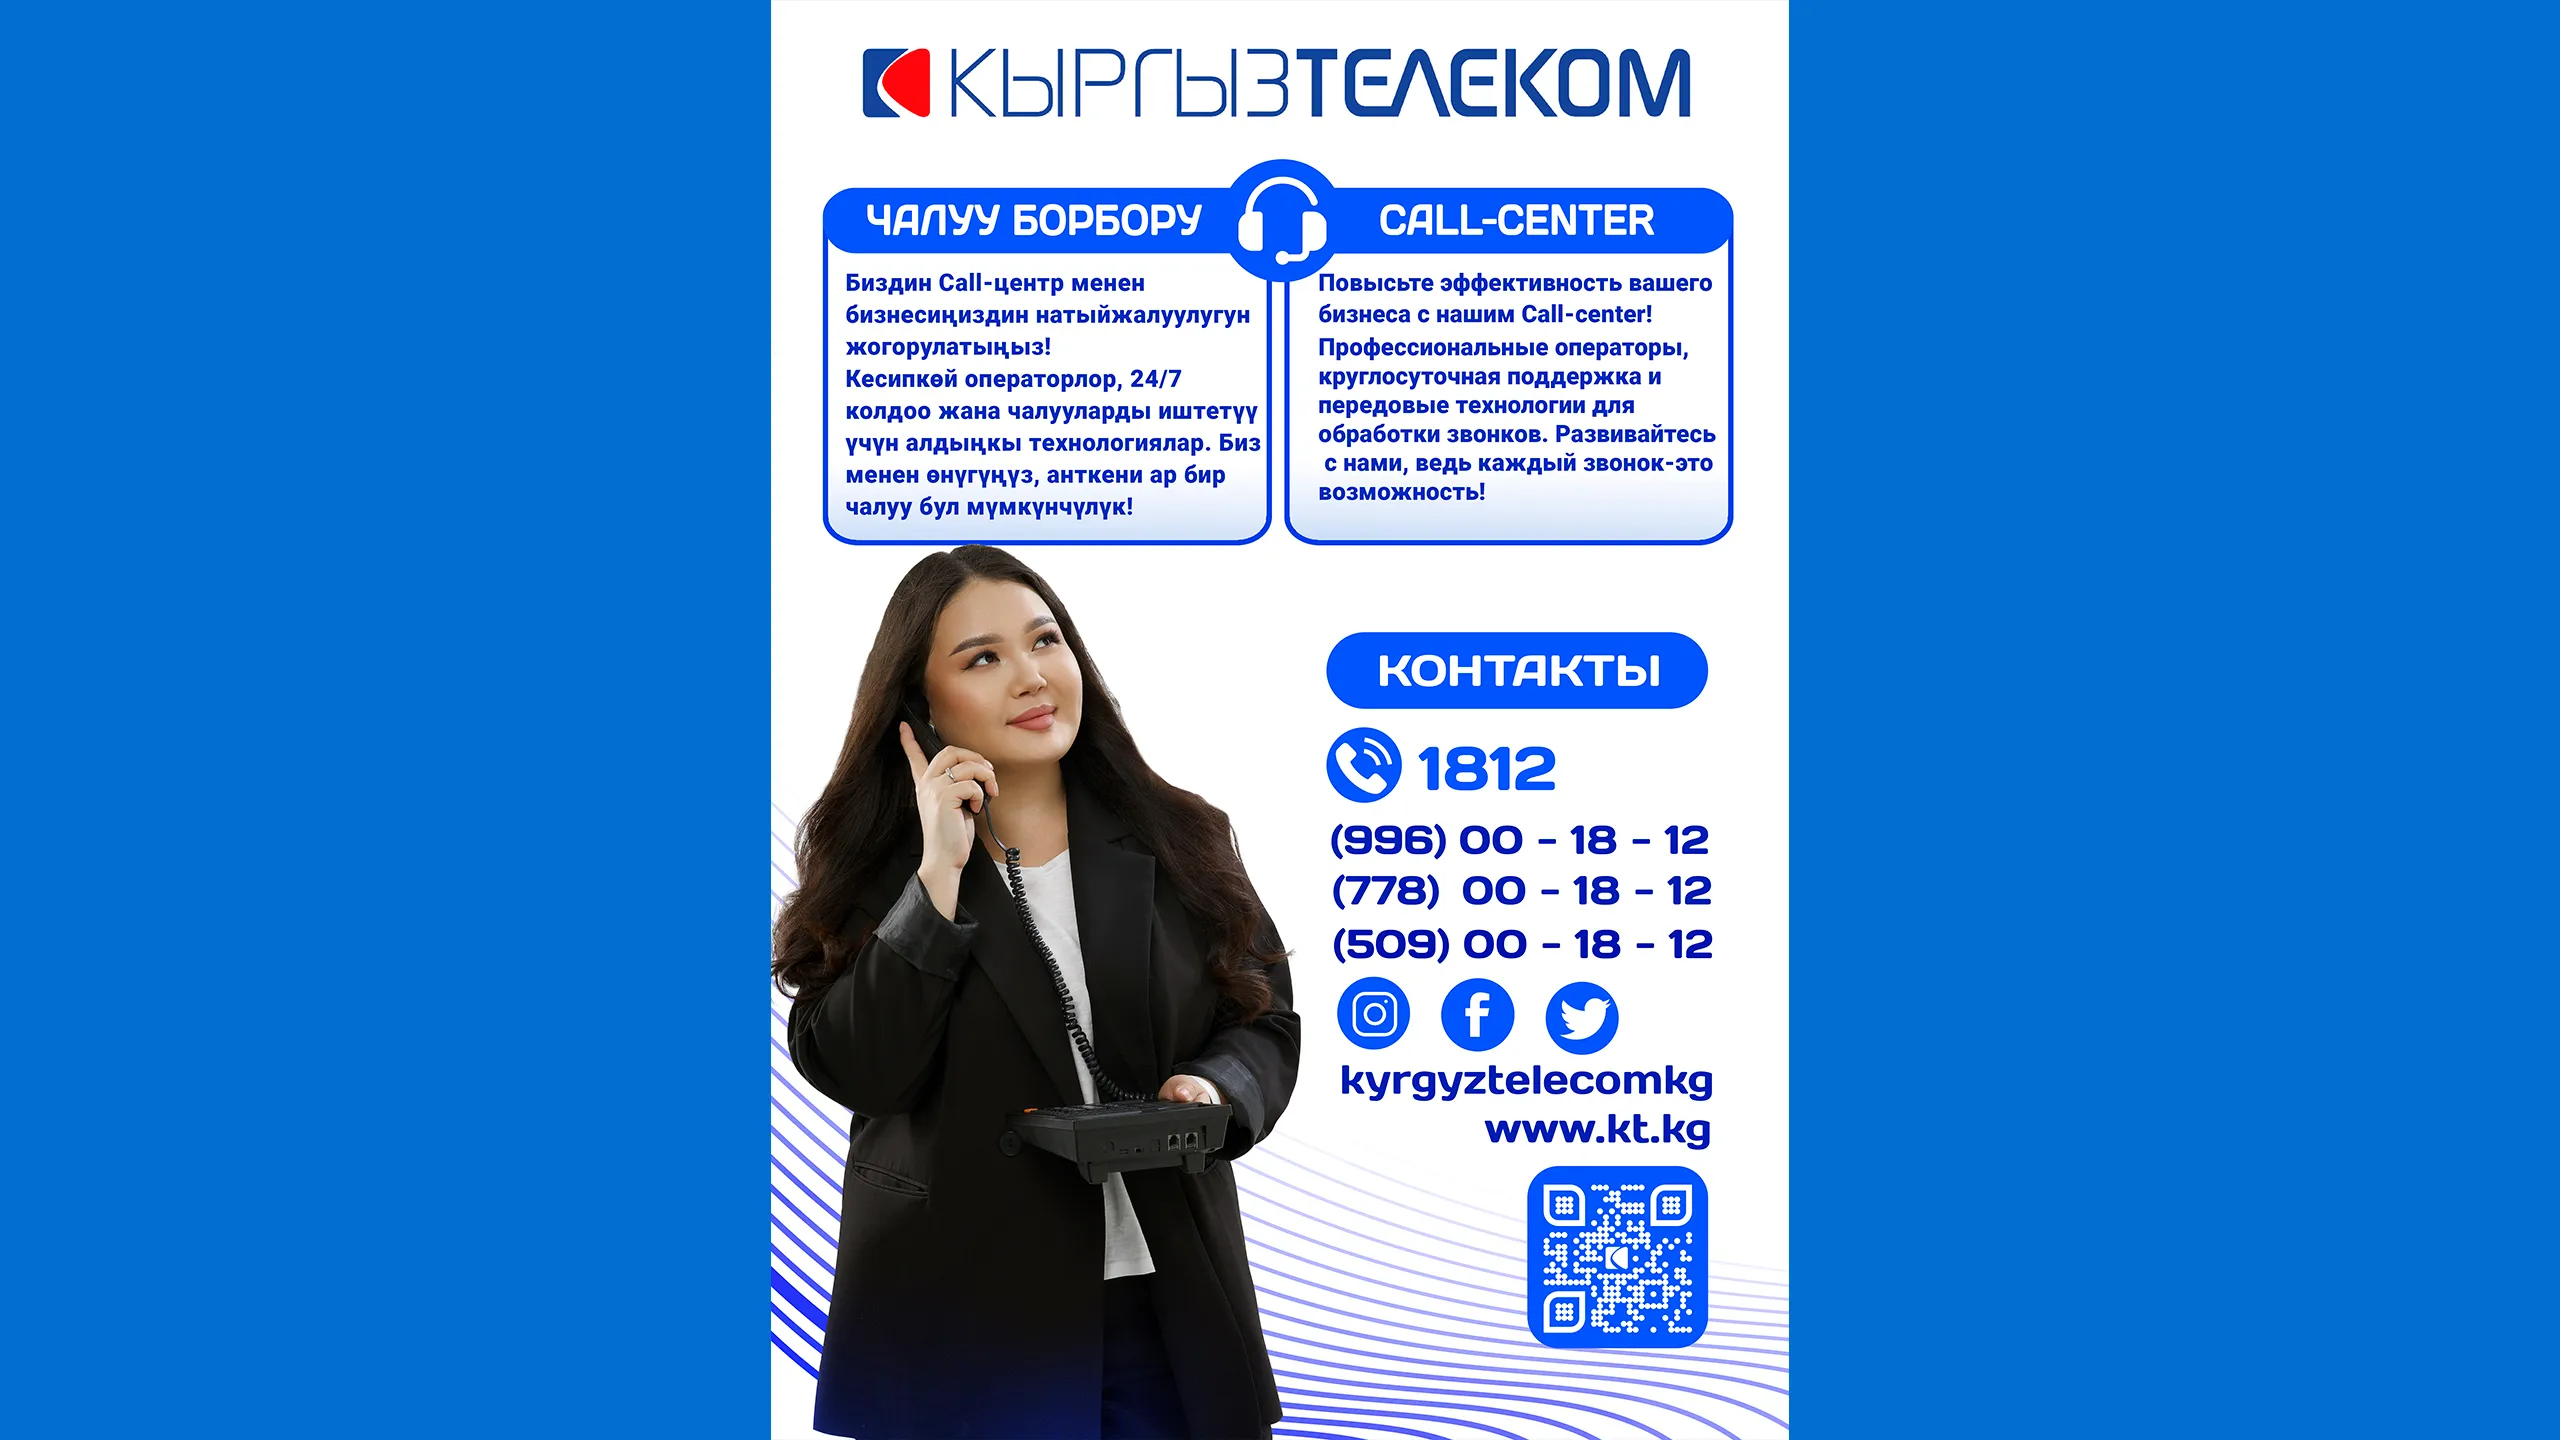 КЫРГЫЗТЕЛЕКОМ
ЧАЛУУ БОРБОРУ
Биздин Call-центр менен
бизнесиңиздин натыйжалуулугун
жогорулатыңыз!
Кесипкөй операторлор, 24/7
колдоо жана чалууларды иштетүү
үчүн алдыңкы технологиялар. Биз
менен өнүгүңүз, анткени ар бир
чалуу бул мүмкүнчүлүк!
CALL-CENTER
Повысьте эффективность вашего
бизнеса с нашим Call-center!
Профессиональные операторы,
круглосуточная поддержка и
передовые технологии для
обработки звонков. Развивайтесь
с нами, ведь каждый звонок-это
возможность!
КОНТАКТЫ
1812
(996) 00 - 18 - 12
(778) 00 - 18 - 12
(509) 00 - 18 - 12
kyrgyztelecomkg
www.kt.kg